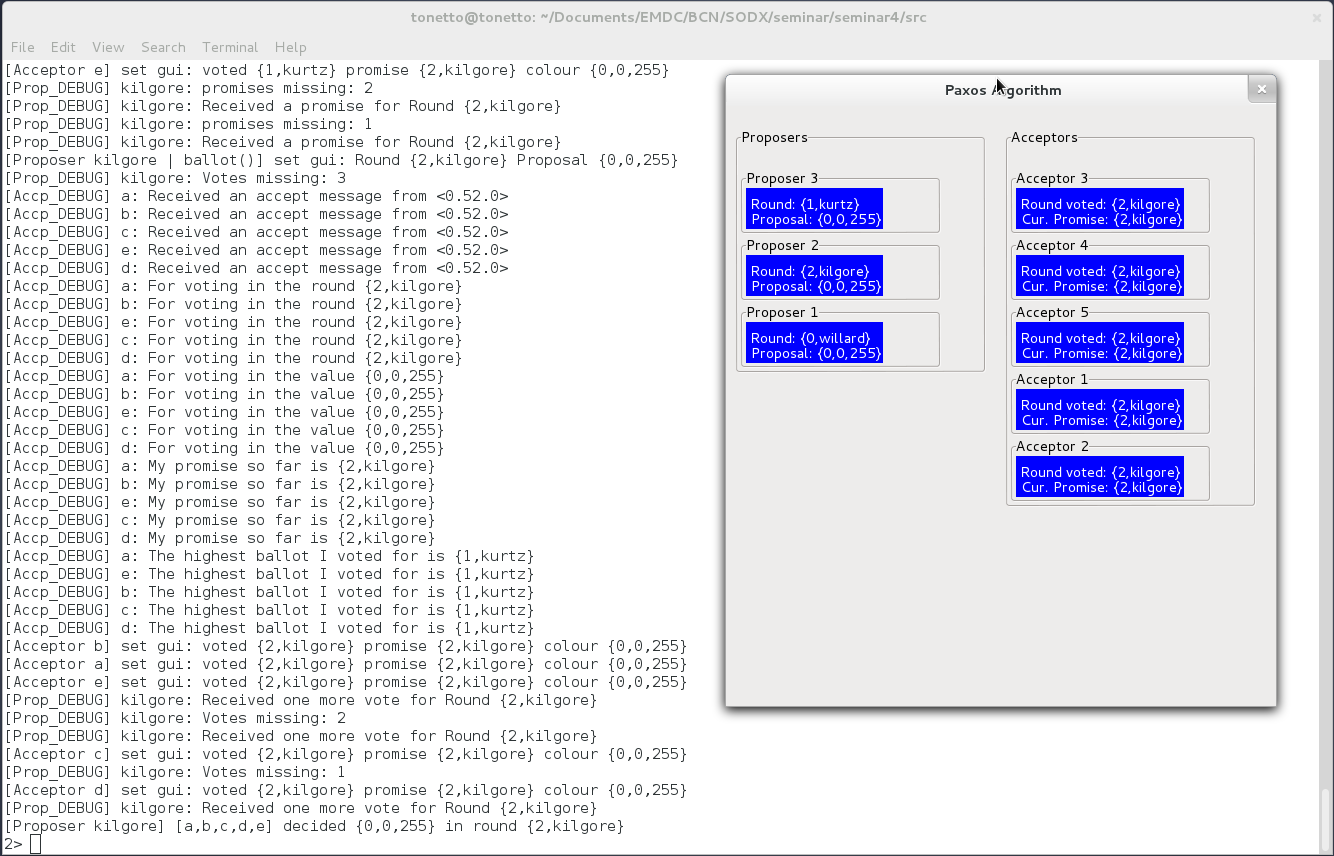 tonetto@tonetto: ~/Documents/EMDC/BCN/SODX/seminar/seminar4/src
File Edit View Search Terminal Help
[Acceptor e] set gui: voted {1,kurtz} promise {2,kilgore} colour {0,0,255}
[Prop_DEBUG] kilgore: promises missing: 2
[Prop_DEBUG] kilgore: Received a promise for Round {2,kilgore}
[Prop_DEBUG] kilgore: promises missing: 1
[Prop_DEBUG] kilgore: Received a promise for Round {2,kilgore}
[Proposer kilgore | ballot()] set gui: Round {2,kilgore} Proposal {0,0,255}
[Prop_DEBUG] kilgore: Votes missing: 3
[Accp_DEBUG] a: Received an accept message from <0.52.0>
[Accp_DEBUG] b: Received an accept message from <0.52.0>
[Accp_DEBUG] c: Received an accept message from <0.52.0>
[Accp_DEBUG] e: Received an accept message from <0.52.0>
[Accp_DEBUG] d: Received an accept message from <0.52.0>
[Accp_DEBUG] a: For voting in the round {2,kilgore}
[Accp_DEBUG] b: For voting in the round {2,kilgore}
[Accp_DEBUG] e: For voting in the round {2,kilgore}
[Accp_DEBUG] c: For voting in the round {2,kilgore}
[Accp_DEBUG] d: For voting in the round {2,kilgore}
[Accp_DEBUG] a: For voting in the value {0,0,255}
[Accp_DEBUG] b: For voting in the value {0,0,255}
[Accp_DEBUG] e: For voting in the value {0,0,255}
[Accp_DEBUG] c: For voting in the value {0,0,255}
[Accp_DEBUG] d: For voting in the value {0,0,255}
[Accp_DEBUG] a: My promise so far is {2,kilgore}
[Accp_DEBUG] b: My promise so far is {2,kilgore}
[Accp_DEBUG] e: My promise so far is {2,kilgore}
[Accp_DEBUG] c: My promise so far is {2,kilgore}
[Accp_DEBUG] d: My promise so far is {2,kilgore}
[Accp_DEBUG] a: The highest ballot I voted for is {1,kurtz}
[Accp_DEBUG] e: The highest ballot I voted for is {1,kurtz}
[Accp_DEBUG] b: The highest ballot I voted for is {1,kurtz}
[Accp_DEBUG] c: The highest ballot I voted for is {1,kurtz}
[Accp_DEBUG] d: The highest ballot I voted for is {1,kurtz}
[Acceptor b] set gui: voted {2,kilgore} promise {2,kilgore} colour {0,0,255}
[Acceptor a] set gui: voted {2,kilgore} promise {2,kilgore} colour {0,0,255}
[Acceptor e] set gui: voted {2,kilgore} promise {2,kilgore} colour {0,0,255}
[Prop_DEBUG] kilgore: Received one more vote for Round {2,kilgore}
[Prop_DEBUG] kilgore: Votes missing: 2
[Prop_DEBUG] kilgore: Received one more vote for Round {2,kilgore}
[Acceptor c] set gui: voted {2,kilgore} promise {2,kilgore} colour {0,0,255}
[Prop_DEBUG] kilgore: Votes missing: 1
[Acceptor d] set gui: voted {2,kilgore} promise {2,kilgore} colour {0,0,255}
[Prop_DEBUG] kilgore: Received one more vote for Round {2,kilgore}
[Proposer kilgore] [a,b,c,d,e] decided {0,0,255} in round {2,kilgore}
2>
Paxos Algorithm
Proposers
Proposer 3
Round: {1,kurtz}
Proposal: {0,0,255}
Proposer 2
Round: {2,kilgore}
Proposal: {0,0,255}
Proposer 1
Round: {0,willard}
Proposal: {0,0,255}
Acceptors
Acceptor 3
Round voted: {2,kilgore}
Cur. Promise: {2,kilgore}
Acceptor 4
Round voted: {2,kilgore}
Cur. Promise: {2,kilgore}
Acceptor 5
Round voted: {2,kilgore}
Cur. Promise: {2,kilgore}
Acceptor 1
Round voted: {2,kilgore}
Cur. Promise: {2,kilgore}
Acceptor 2
Round voted: {2,kilgore}
Cur. Promise: {2,kilgore}